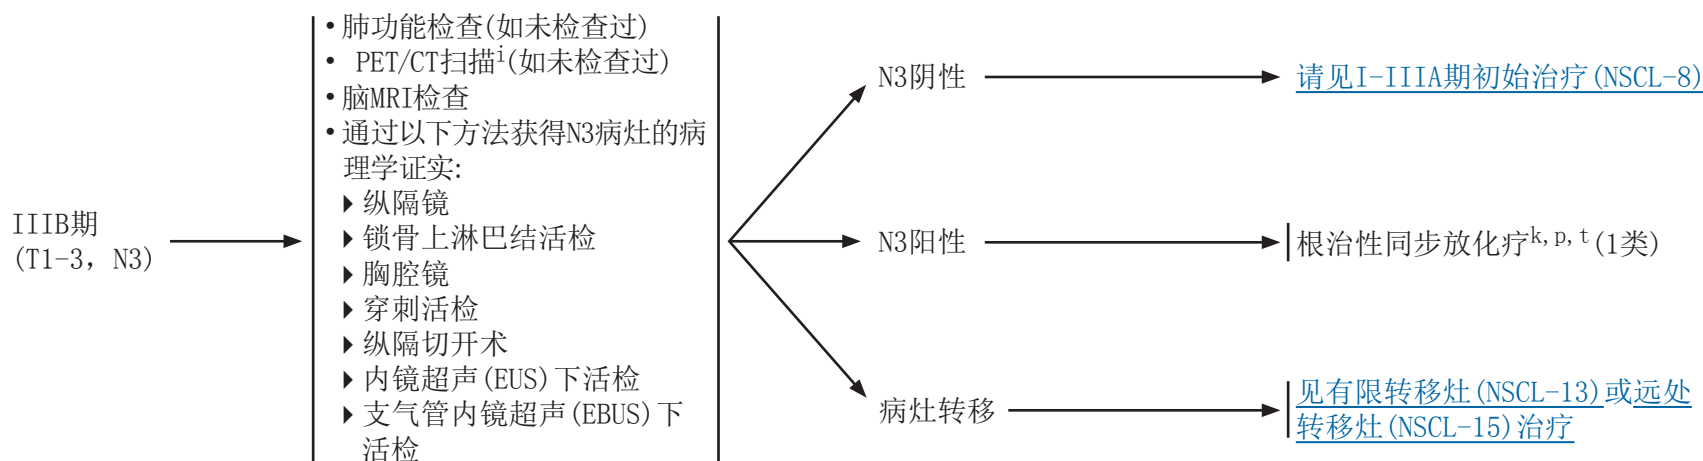 IIIB期
(T1-3, N3)
•肺功能检查(如未检查过)
• PET/CT扫描i(如未检查过)
•脑MRI检查
•通过以下方法获得N3病灶的病
理学证实:
▶纵隔镜
▶锁骨上淋巴结活检
▶胸腔镜
▶穿刺活检
▶纵隔切开术
▶内镜超声(EUS)下活检
▶支气管内镜超声(EBUS)下
活检
N3阴性
请见I-IIIA期初始治疗(NSCL-8)
N3阳性
根治性同步放化疗k,p,t(1类)
病灶转移
见有限转移灶(NSCL-13)或远处
转移灶(NSCL-15)治疗